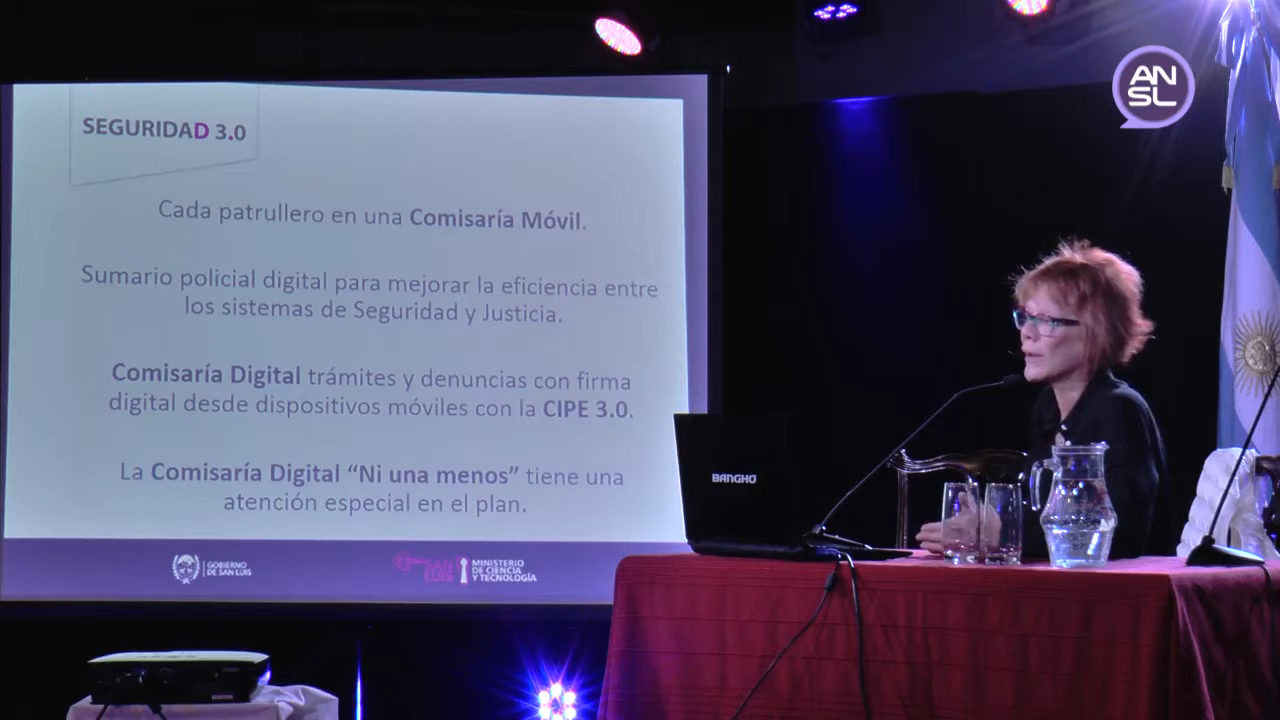 AN
SL
SEGURIDAD 3.0
Cada patrullero en una Comisaría Móvil.
Sumario policial digital para mejorar la eficiencia entre
los sistemas de Seguridad y Justicia.
Comisaría Digital trámites y denuncias con firma
digital desde dispositivos móviles con la CIPE 3.0.
La Comisaría Digital “Ni una menos” tiene una
atención especial en el plan.
GOBIERNO
DE SAN LUIS
SAN
LUIS
MINISTERIO
DE CIENCIA
Y TECNOLOGÍA
BANGHO